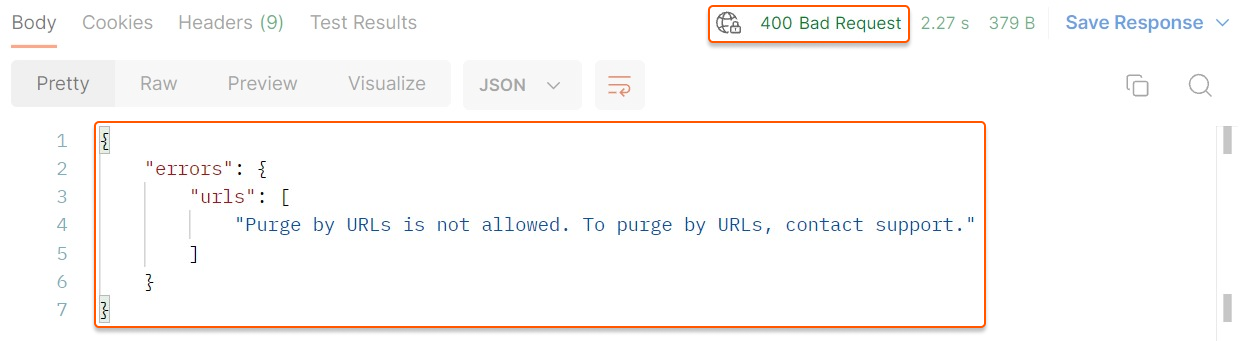 Body Cookies Headers (9) Test Results 400 Bad Request 2.27 s 379 B Save Response
Pretty Raw Preview Visualize JSON
1 {
2 "errors": {
3 "urls": [
4 "Purge by URLs is not allowed. To purge by URLs, contact support."
5 ]
6 }
7 }